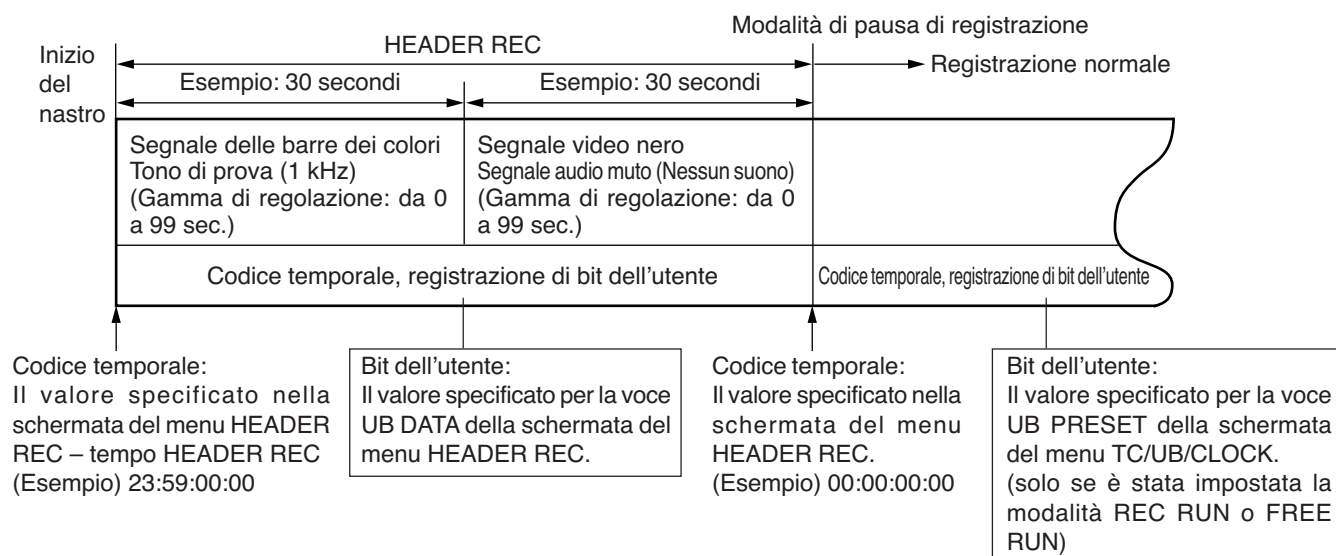 Modalità di pausa di registrazione
Inizio
del
nastro
HEADER REC
Registrazione normale
Esempio: 30 secondi
Esempio: 30 secondi
Segnale delle barre dei colori
Tono di prova (1 kHz)
(Gamma di regolazione: da 0
a 99 sec.)
Segnale video nero
Segnale audio muto (Nessun suono)
(Gamma di regolazione: da 0
a 99 sec.)
Codice temporale, registrazione di bit dell'utente
Codice temporale, registrazione di bit dell'utente
Codice temporale:
Il valore specificato nella
schermata del menu HEADER
REC – tempo HEADER REC
(Esempio) 23:59:00:00
Bit dell'utente:
Il valore specificato per la voce
UB DATA della schermata del
menu HEADER REC.
Codice temporale:
Il valore specificato nella
schermata del menu
HEADER REC.
(Esempio) 00:00:00:00
Bit dell'utente:
Il valore specificato per la voce
UB PRESET della schermata
del menu TC/UB/CLOCK.
(solo se è stata impostata la
modalità REC RUN o FREE
RUN)